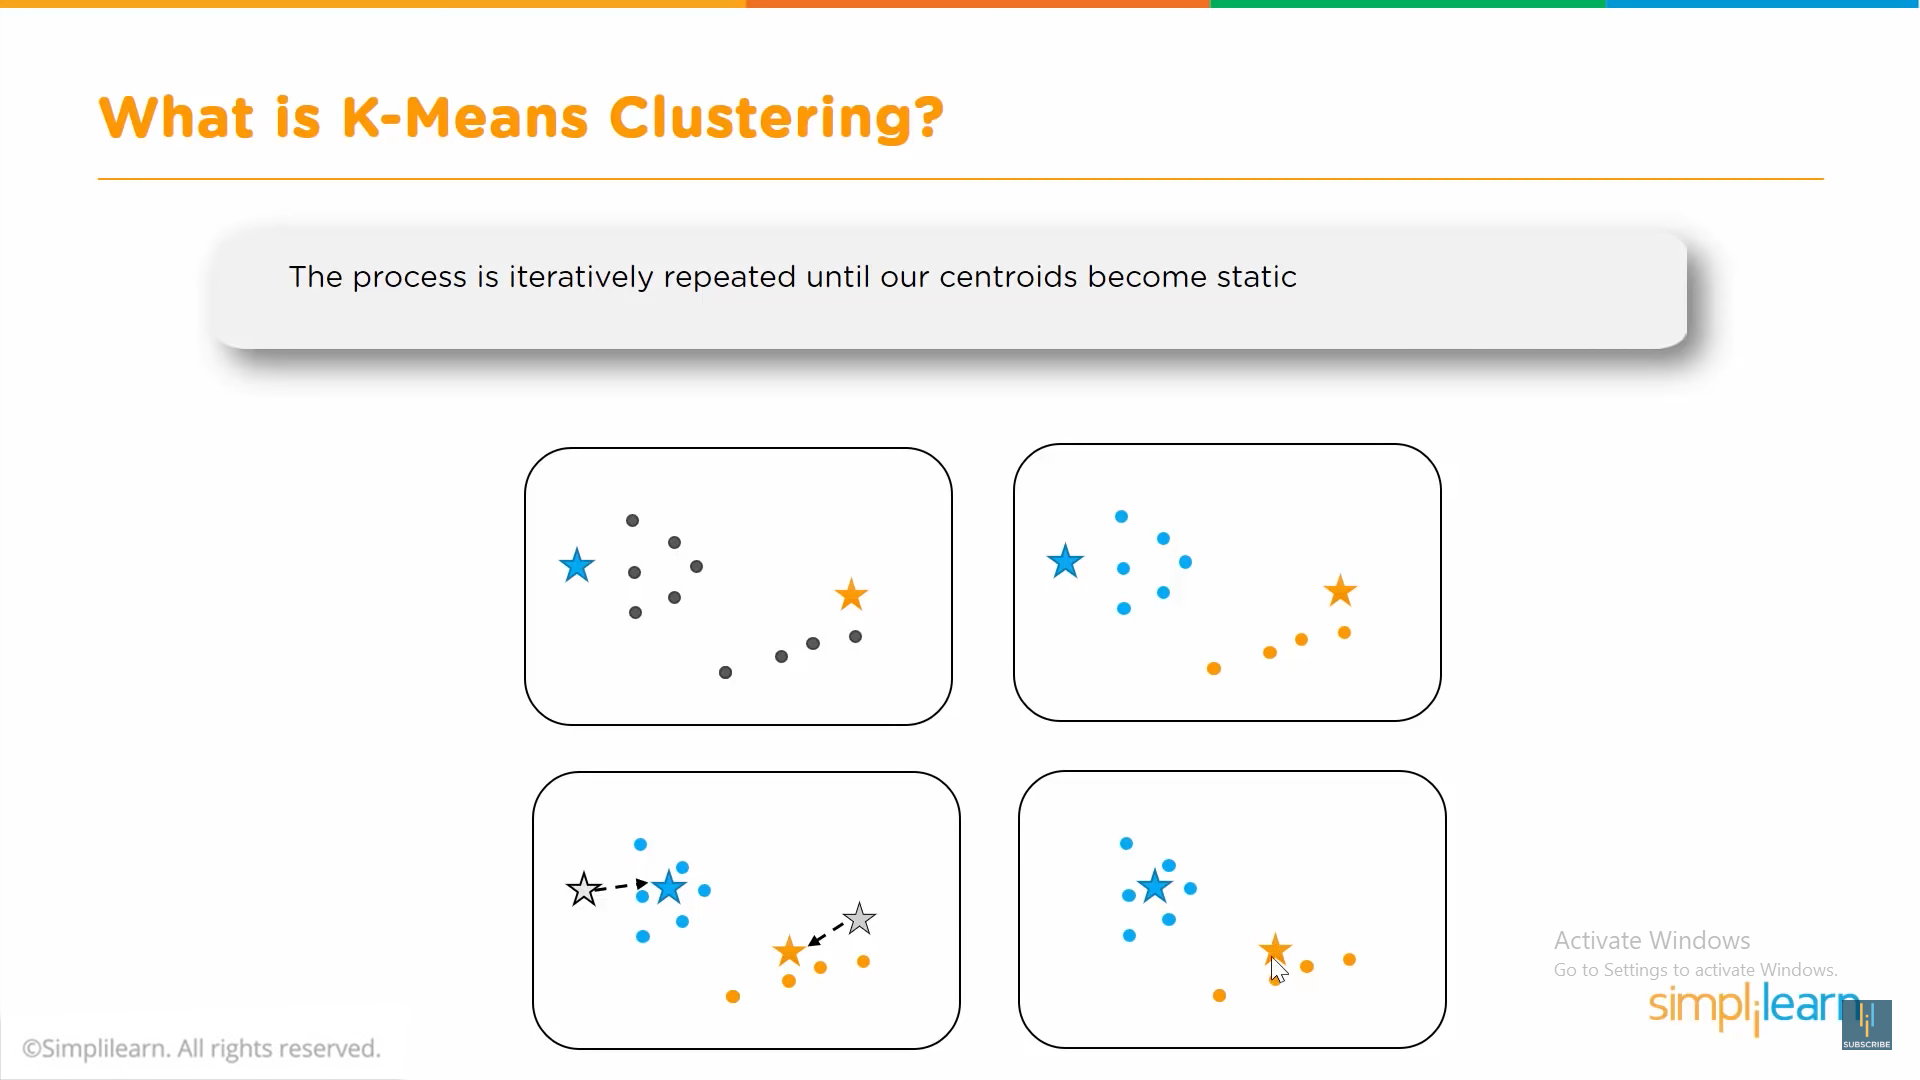 What is K-Means Clustering?
The process is iteratively repeated until our centroids become static
Activate Windows
Go to Settings to activate Windows.
simplilearn
SUBSCRIBE
©Simplilearn. All rights reserved.